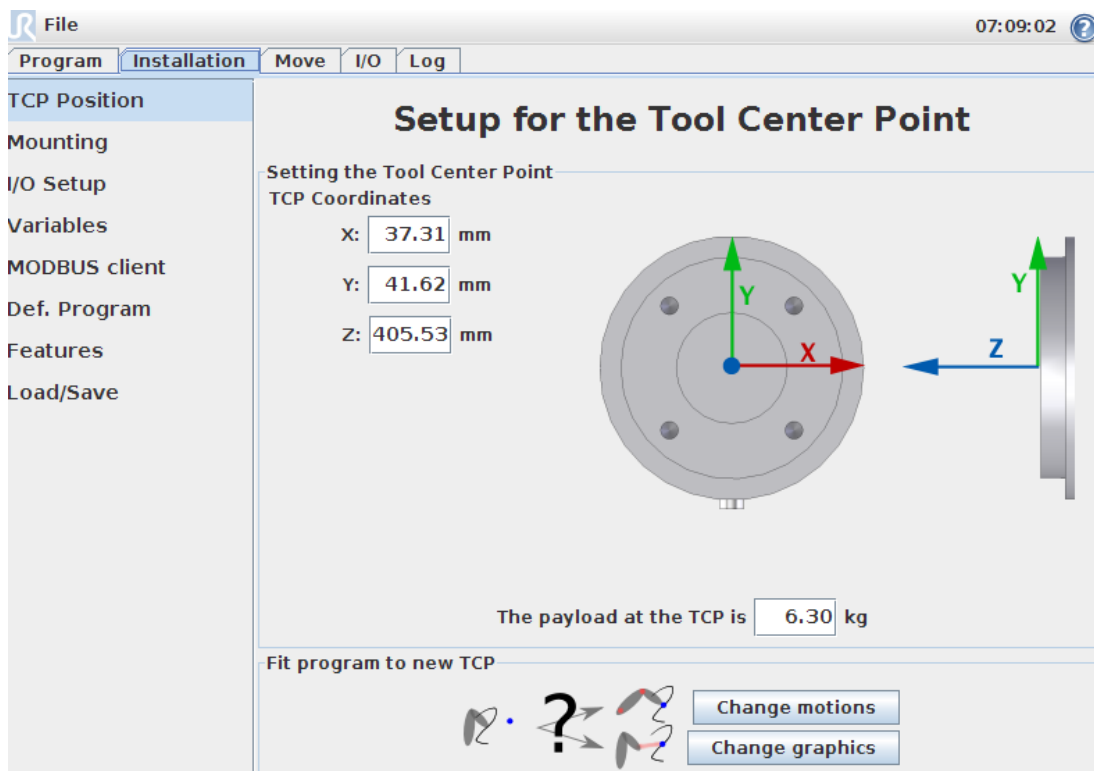 File
07:09:02
Program Installation Move I/O Log
TCP Position
Mounting
I/O Setup
Variables
MODBUS client
Def. Program
Features
Load/Save
Setup for the Tool Center Point
Setting the Tool Center Point
TCP Coordinates
X: 37.31 mm
Y: 41.62 mm
Z: 405.53 mm
Y
X
Y
Z
The payload at the TCP is 6.30 kg
Fit program to new TCP
?
Change motions
Change graphics